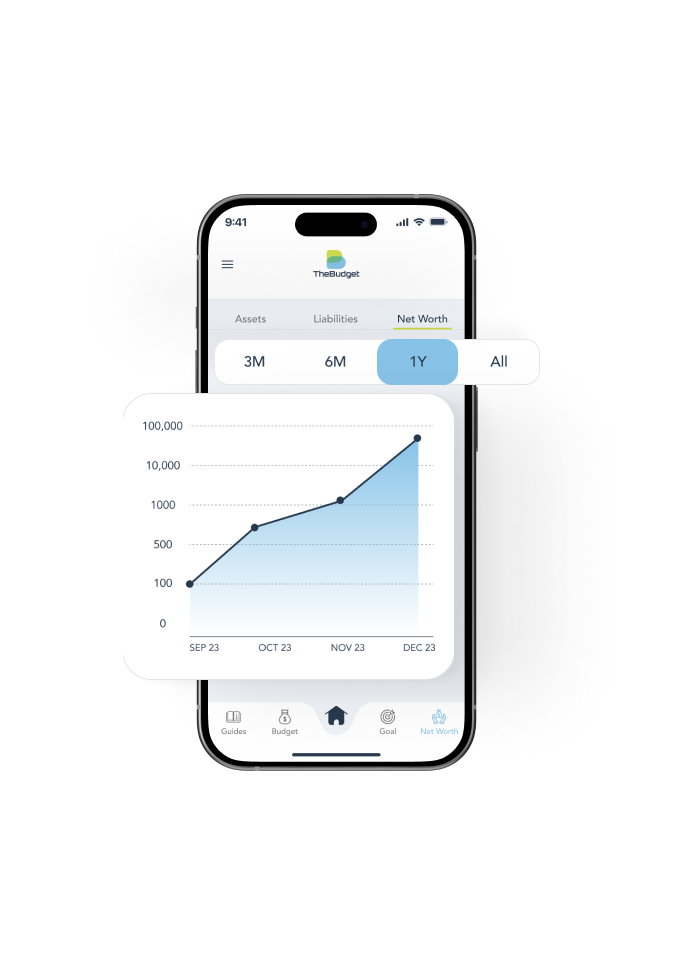 9:41
TheBudget
Assets Liabilities Net Worth
3M 6M 1Y All
100,000
10,000
1000
500
100
0
SEP 23 OCT 23 NOV 23 DEC 23
Guides Budget Goal Net Worth